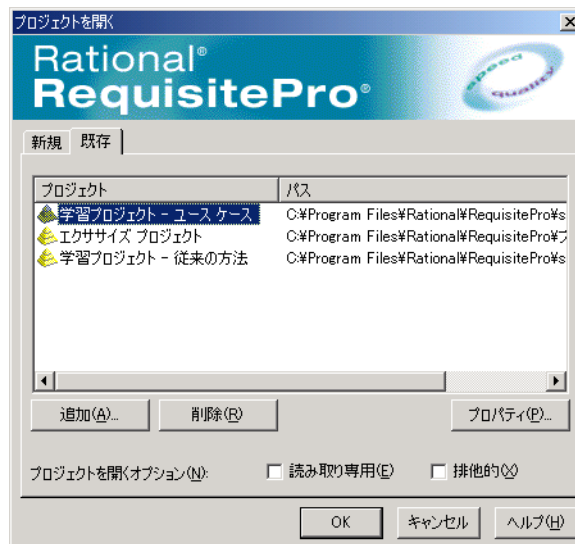 プロジェクトを開く
Rational®
RequisitePro®
speed
quality
新規 既存
プロジェクト パス
学習プロジェクト - ユース ケース C:¥Program Files¥Rational¥RequisitePro¥s
エクササイズ プロジェクト C:¥Program Files¥Rational¥RequisitePro¥フ
学習プロジェクト - 従来の方法 C:¥Program Files¥Rational¥RequisitePro¥s
追加(A)... 削除(R) プロパティ(P)...
プロジェクトを開くオプション(N): 読み取り専用(E) 排他的(X)
OK キャンセル ヘルプ(H)